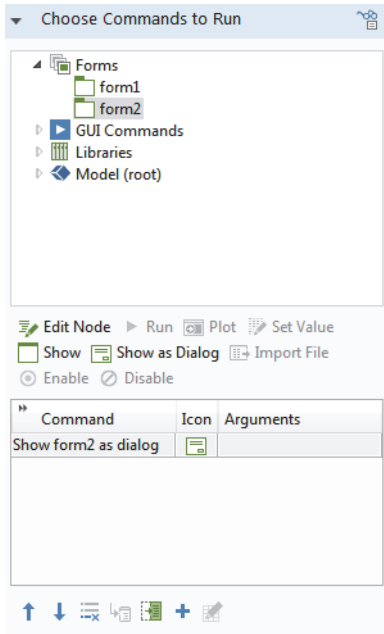 Choose Commands to Run
Forms
form1
form2
GUI Commands
Libraries
Model (root)
Edit Node Run Plot Set Value
Show Show as Dialog Import File
Enable Disable
Command Icon Arguments
Show form2 as dialog